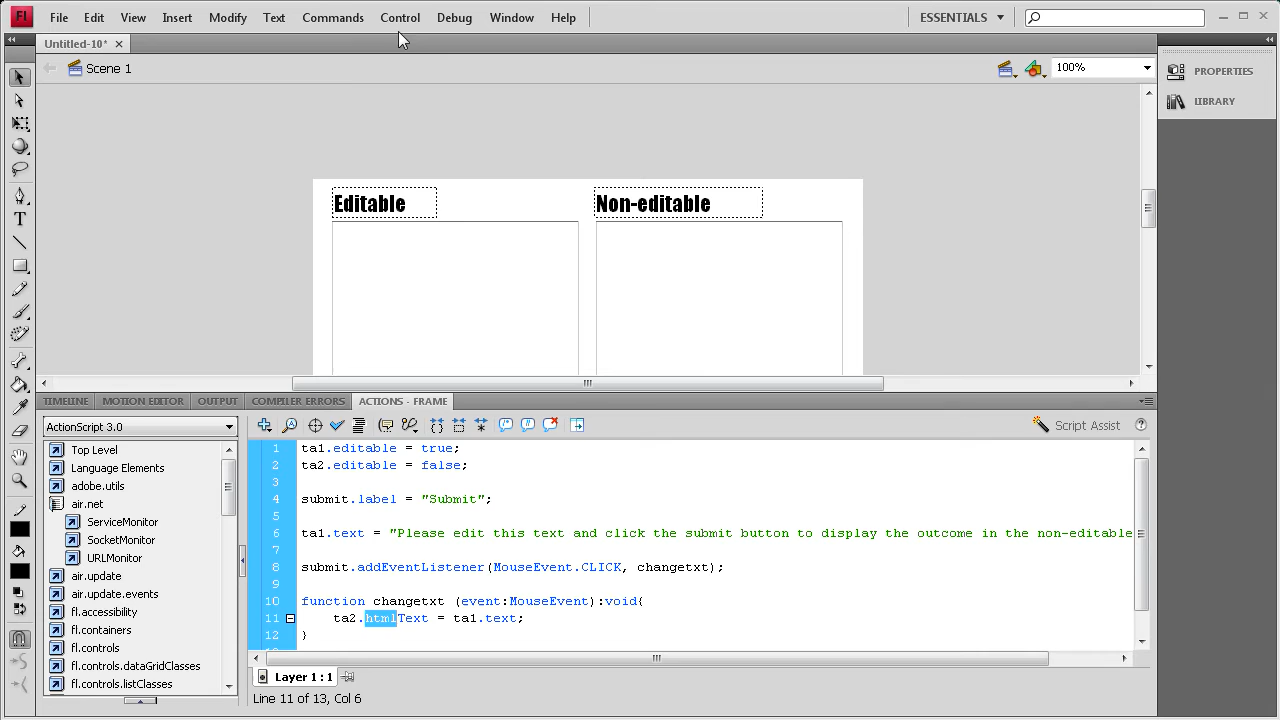 Fl File Edit View Insert Modify Text Commands Control Debug Window Help ESSENTIALS
Untitled-10*
Scene 1 100%
PROPERTIES
LIBRARY
Editable Non-editable
TIMELINE MOTION EDITOR OUTPUT COMPILER ERRORS ACTIONS - FRAME
ActionScript 3.0
Script Assist
Top Level
Language Elements
adobe.utils
air.net
ServiceMonitor
SocketMonitor
URLMonitor
air.update
air.update.events
fl.accessibility
fl.containers
fl.controls
fl.controls.dataGridClasses
fl.controls.listClasses
1 ta1.editable = true;
2 ta2.editable = false;
3
4 submit.label = "Submit";
5
6 ta1.text = "Please edit this text and click the submit button to display the outcome in the non-editable
7
8 submit.addEventListener(MouseEvent.CLICK, changetxt);
9
10 function changetxt (event:MouseEvent):void{
11 ta2.htmlText = ta1.text;
12 }
Layer 1 : 1
Line 11 of 13, Col 6